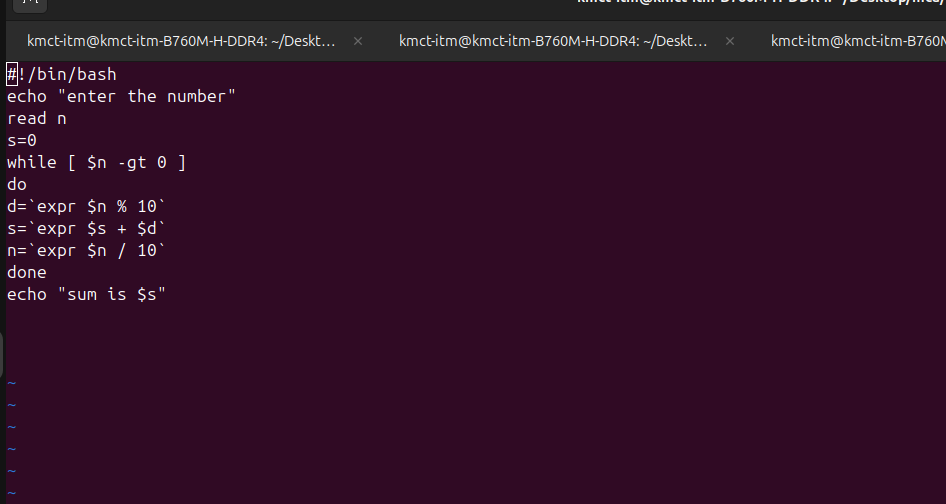 kmct-itm@kmct-itm-B760M-H-DDR4: ~/Deskt… × kmct-itm@kmct-itm-B760M-H-DDR4: ~/Deskt… × kmct-itm@kmct-itm-B760M
#!/bin/bash
echo "enter the number"
read n
s=0
while [ $n -gt 0 ]
do
d=`expr $n % 10`
s=`expr $s + $d`
n=`expr $n / 10`
done
echo "sum is $s"
~
~
~
~
~
~